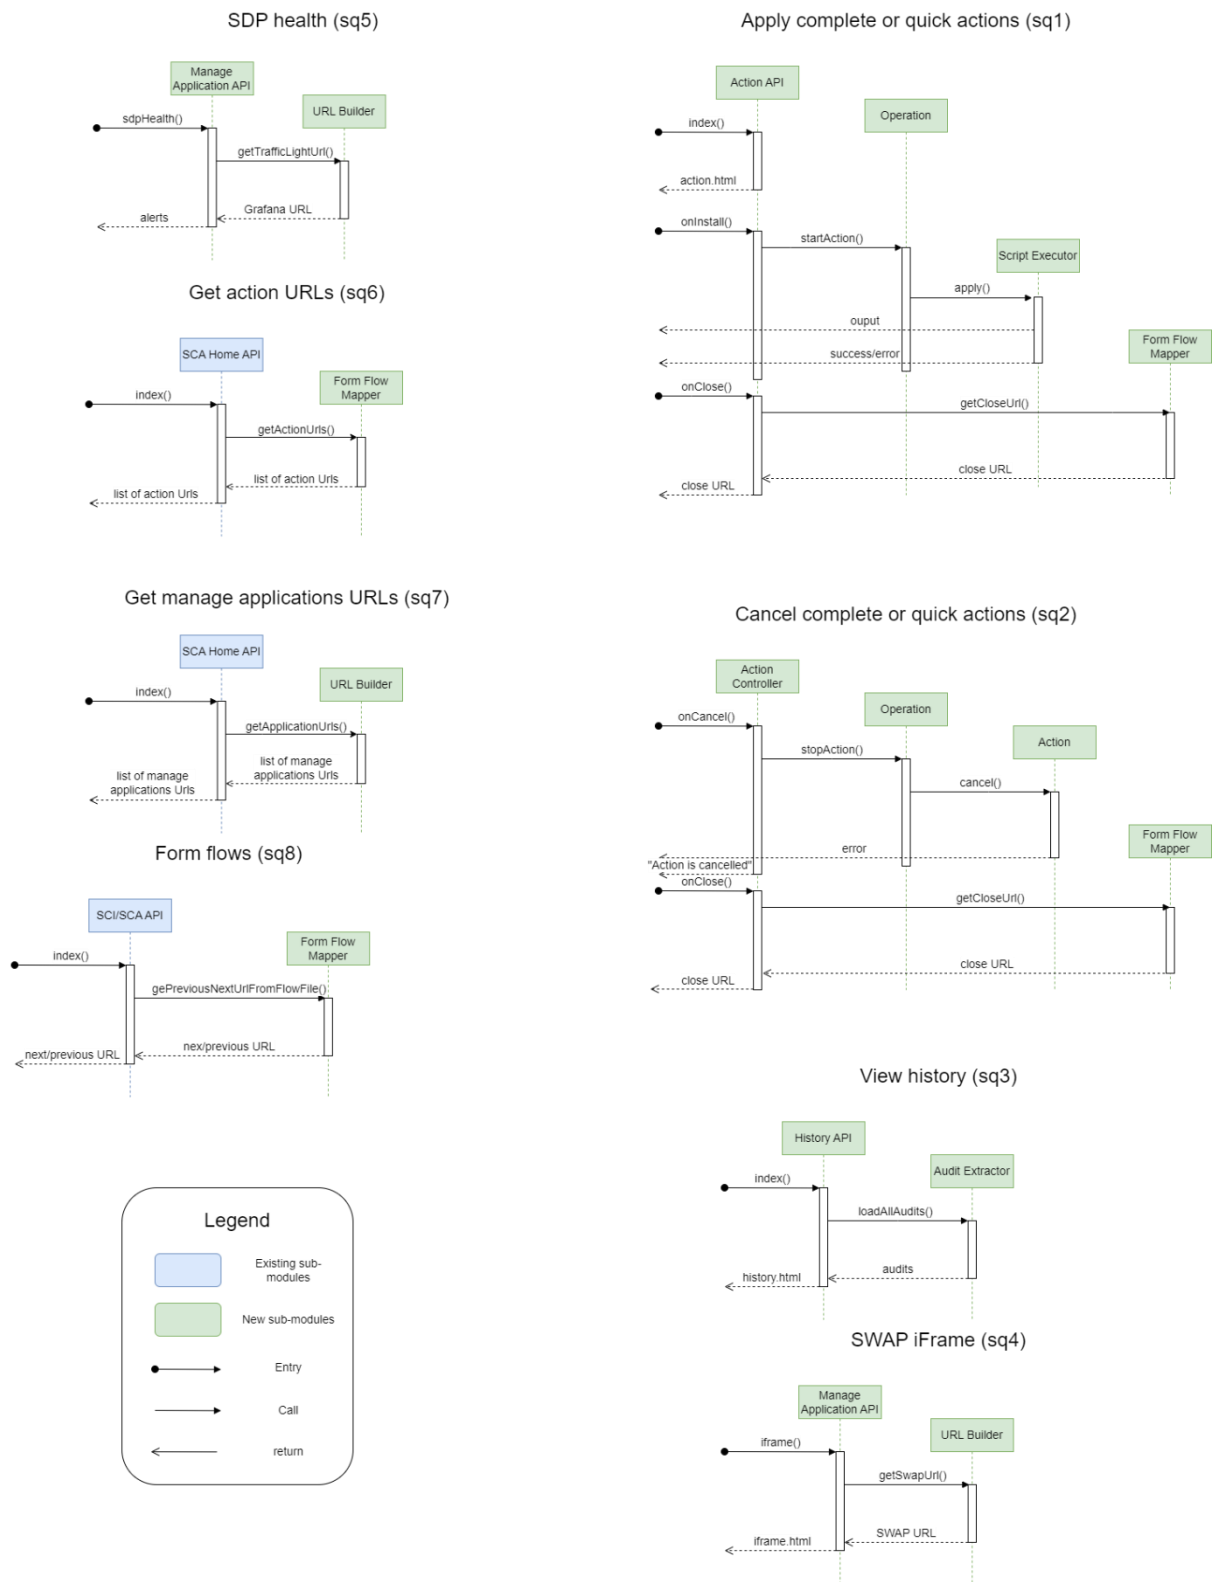 SDP health (sq5)
Manage
Application API
URL Builder
sdpHealth()
getTrafficLightUrl()
Grafana URL
alerts
Get action URLs (sq6)
SCA Home API
Form Flow
Mapper
index()
getActionUrls()
list of action Urls
list of action Urls
Get manage applications URLs (sq7)
SCA Home API
URL Builder
index()
getApplicationUrls()
list of manage
applications Urls
list of manage
applications Urls
Form flows (sq8)
SCI/SCA API
Form Flow
Mapper
index()
gePreviousNextUrlFromFlowFile()
nex/previous URL
next/previous URL
Legend
Existing sub-
modules
New sub-modules
Entry
Call
return
Apply complete or quick actions (sq1)
Action API
Operation
index()
action.html
onInstall()
startAction()
Script Executor
apply()
ouput
success/error
Form Flow
Mapper
onClose()
getCloseUrl()
close URL
close URL
Cancel complete or quick actions (sq2)
Action
Controller
Operation
onCancel()
Action
stopAction()
cancel()
Form Flow
Mapper
error
"Action is cancelled"
onClose()
getCloseUrl()
close URL
close URL
View history (sq3)
History API
Audit Extractor
index()
loadAllAudits()
audits
history.html
SWAP iFrame (sq4)
Manage
Application API
URL Builder
iframe()
getSwapUrl()
SWAP URL
iframe.html